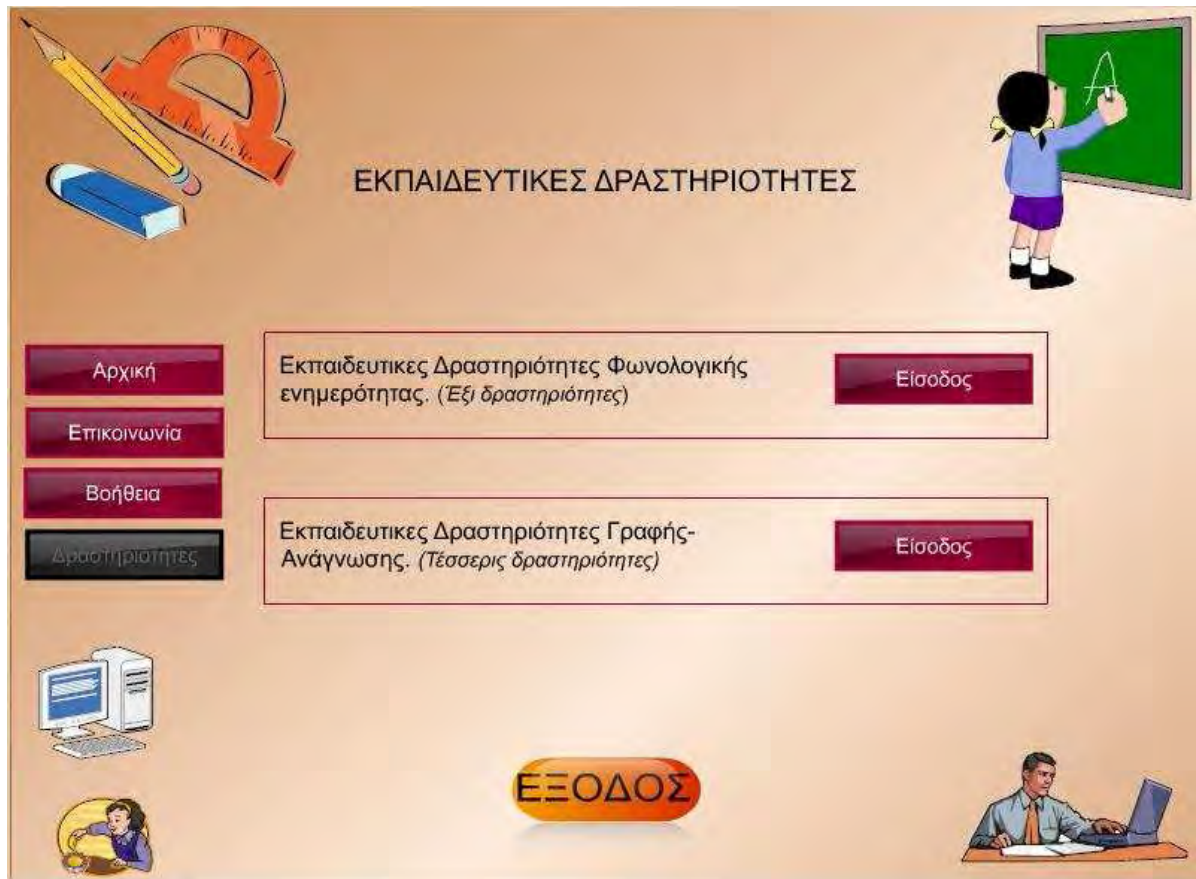 A
ΕΚΠΑΙΔΕΥΤΙΚΕΣ ΔΡΑΣΤΗΡΙΟΤΗΤΕΣ
Αρχική
Επικοινωνία
Βοήθεια
Δραστηριότητες
Εκπαιδευτικες Δραστηριότητες Φωνολογικής
ενημερότητας. (Έξι δραστηριότητες)
Είσοδος
Εκπαιδευτικες Δραστηριότητες Γραφής-
Ανάγνωσης. (Τέσσερις δραστηριότητες)
Είσοδος
ΕΞΟΔΟΣ